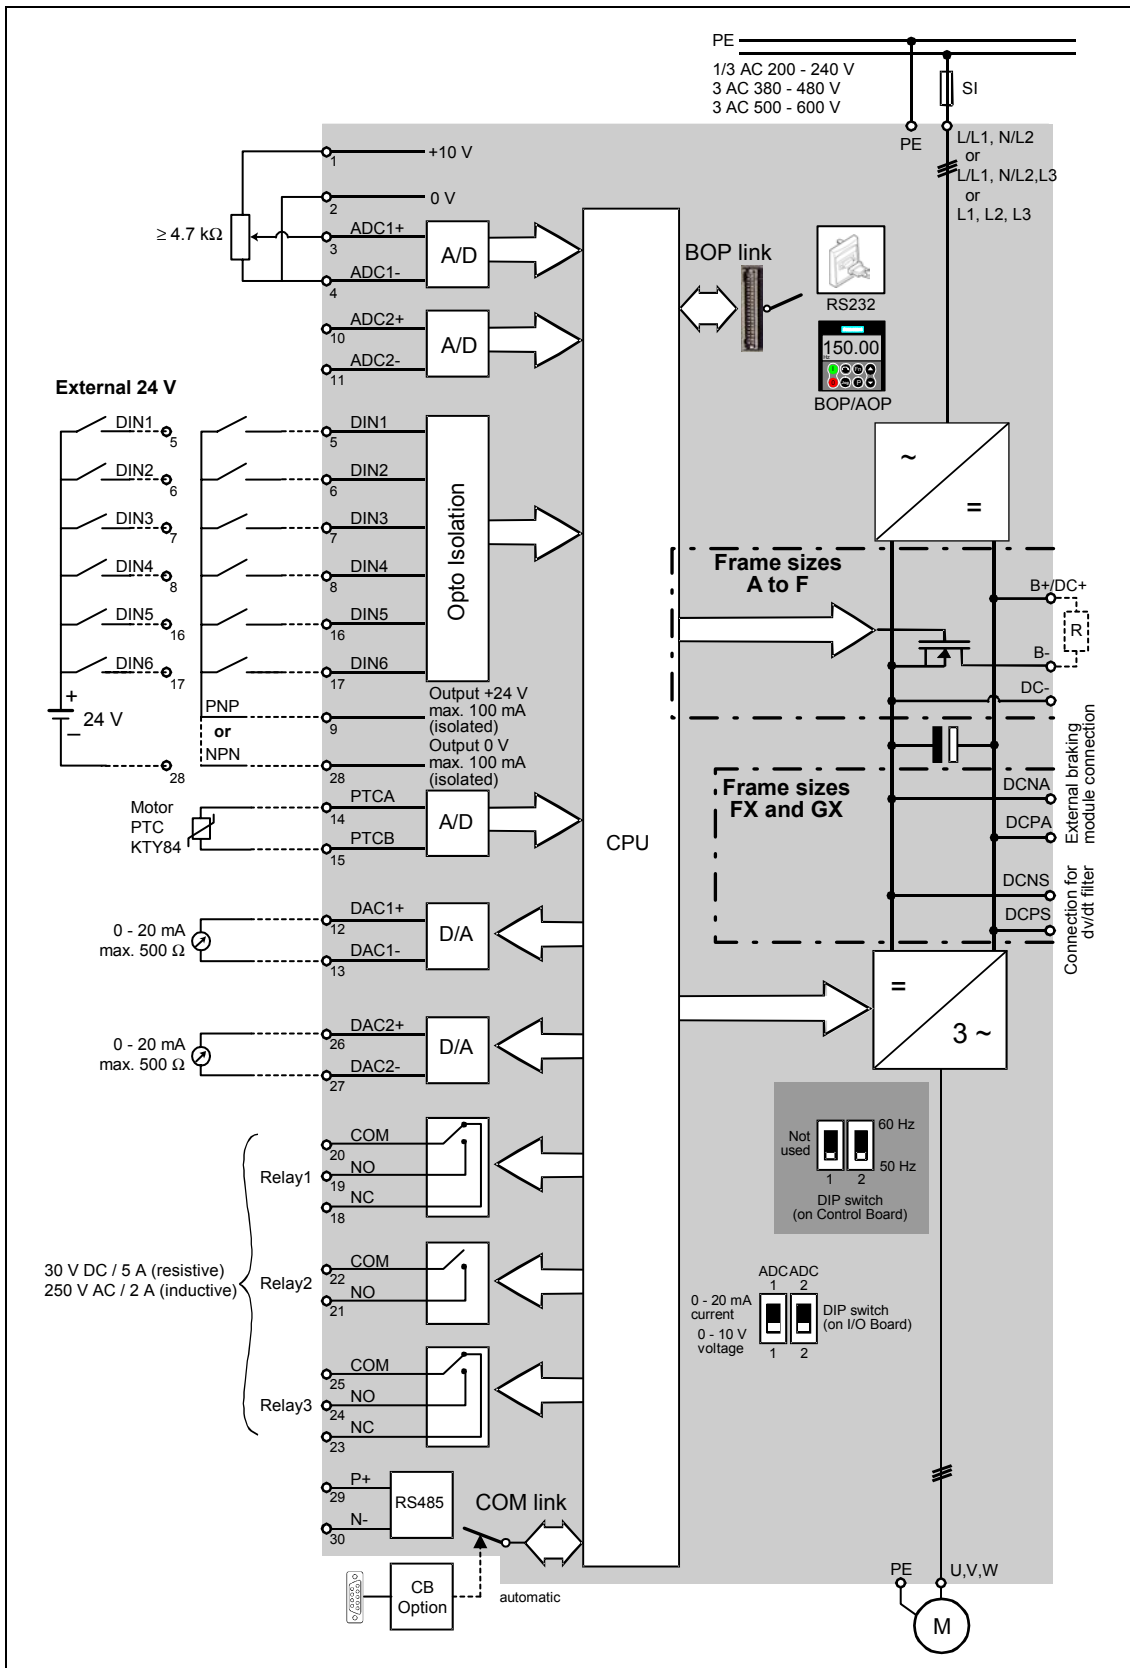 PE
1/3 AC 200 - 240 V
3 AC 380 - 480 V
3 AC 500 - 600 V
SI
PE
L/L1, N/L2
or
L/L1, N/L2,L3
or
L1, L2, L3
1
+10 V
2
0 V
≥ 4.7 kΩ
ADC1+
3
ADC1-
4
A/D
ADC2+
10
ADC2-
11
A/D
BOP link
RS232
150.00
Hz
BOP/AOP
External 24 V
DIN1
5
DIN2
6
DIN3
7
DIN4
8
DIN5
16
DIN6
17
+
24 V
–
28
DIN1
5
DIN2
6
DIN3
7
DIN4
8
DIN5
16
DIN6
17
Opto Isolation
PNP
or
NPN
9
Output +24 V
max. 100 mA
(isolated)
28
Output 0 V
max. 100 mA
(isolated)
Motor
PTC
KTY84
PTCA
14
PTCB
15
A/D
CPU
~
=
Frame sizes
A to F
B+/DC+
R
B-
DC-
Frame sizes
FX and GX
DCNA
DCPA
DCNS
DCPS
External braking
module connection
Connection for
dv/dt filter
0 - 20 mA
max. 500 Ω
DAC1+
12
DAC1-
13
D/A
0 - 20 mA
max. 500 Ω
DAC2+
26
DAC2-
27
D/A
=
3 ~
Not
used
60 Hz
50 Hz
1
2
DIP switch
(on Control Board)
30 V DC / 5 A (resistive)
250 V AC / 2 A (inductive)
Relay1
COM
20
NO
19
NC
18
Relay2
COM
22
NO
21
Relay3
COM
25
NO
24
NC
23
ADC ADC
1 2
0 - 20 mA
current
0 - 10 V
voltage
1 2
DIP switch
(on I/O Board)
P+
29
N-
30
RS485
COM link
CB
Option
automatic
PE
U,V,W
M